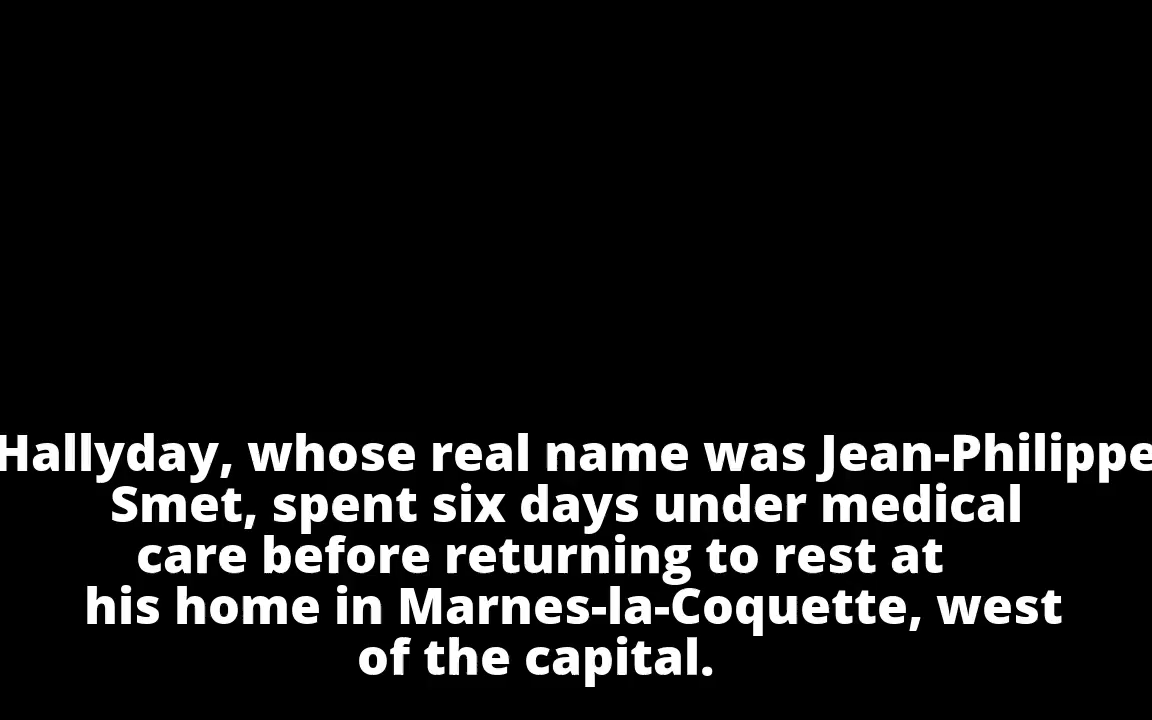 Hallyday, whose real name was Jean-Philippe
Smet, spent six days under medical
care before returning to rest at
his home in Marnes-la-Coquette, west
of the capital.